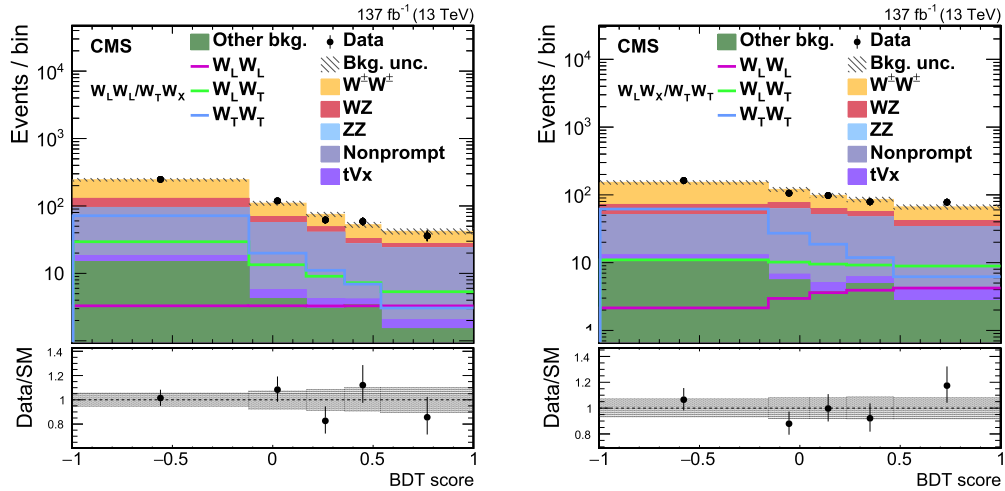 137 fb⁻¹ (13 TeV)
CMS
W_L W_L/W_T W_X
Other bkg.
W_L W_L
W_L W_T
W_T W_T
Data
Bkg. unc.
W±W±
WZ
ZZ
Nonprompt
tVx
Events / bin
10⁴
10³
10²
10
Data/SM
1.4
1.2
1
0.8
−1
−0.5
0
0.5
1
BDT score
137 fb⁻¹ (13 TeV)
CMS
W_L W_X/W_T W_T
Other bkg.
W_L W_L
W_L W_T
W_T W_T
Data
Bkg. unc.
W±W±
WZ
ZZ
Nonprompt
tVx
Events / bin
10⁴
10³
10²
10
1
Data/SM
1.4
1.2
1
0.8
−1
−0.5
0
0.5
1
BDT score